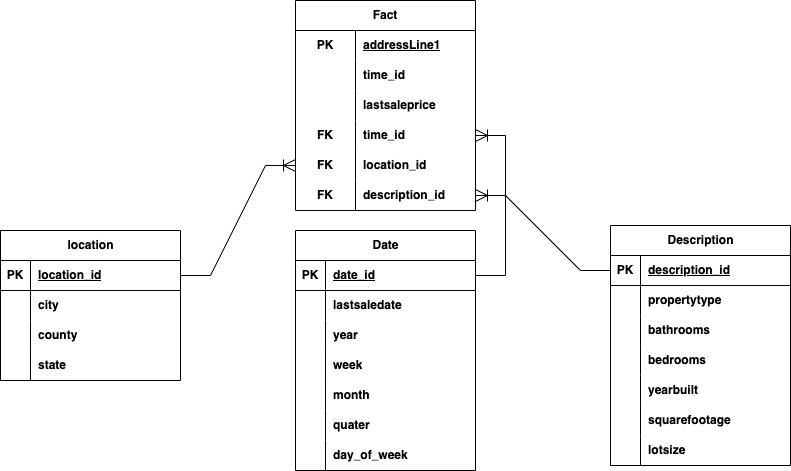 Fact
PK addressLine1
time_id
lastsaleprice
FK time_id
FK location_id
FK description_id
location
PK location_id
city
county
state
Date
PK date_id
lastsaledate
year
week
month
quater
day_of_week
Description
PK description_id
propertytype
bathrooms
bedrooms
yearbuilt
squarefootage
lotsize